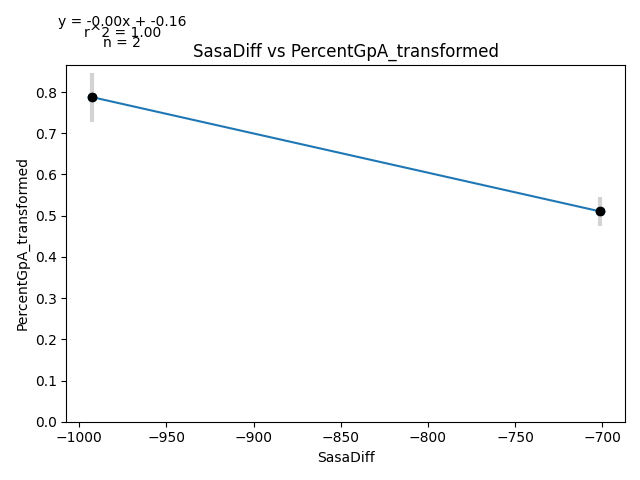 y = -0.00x + -0.16
r^2 = 1.00
n = 2
SasaDiff vs PercentGpA_transformed
PercentGpA_transformed
0.8
0.7
0.6
0.5
0.4
0.3
0.2
0.1
0.0
−1000 −950 −900 −850 −800 −750 −700
SasaDiff